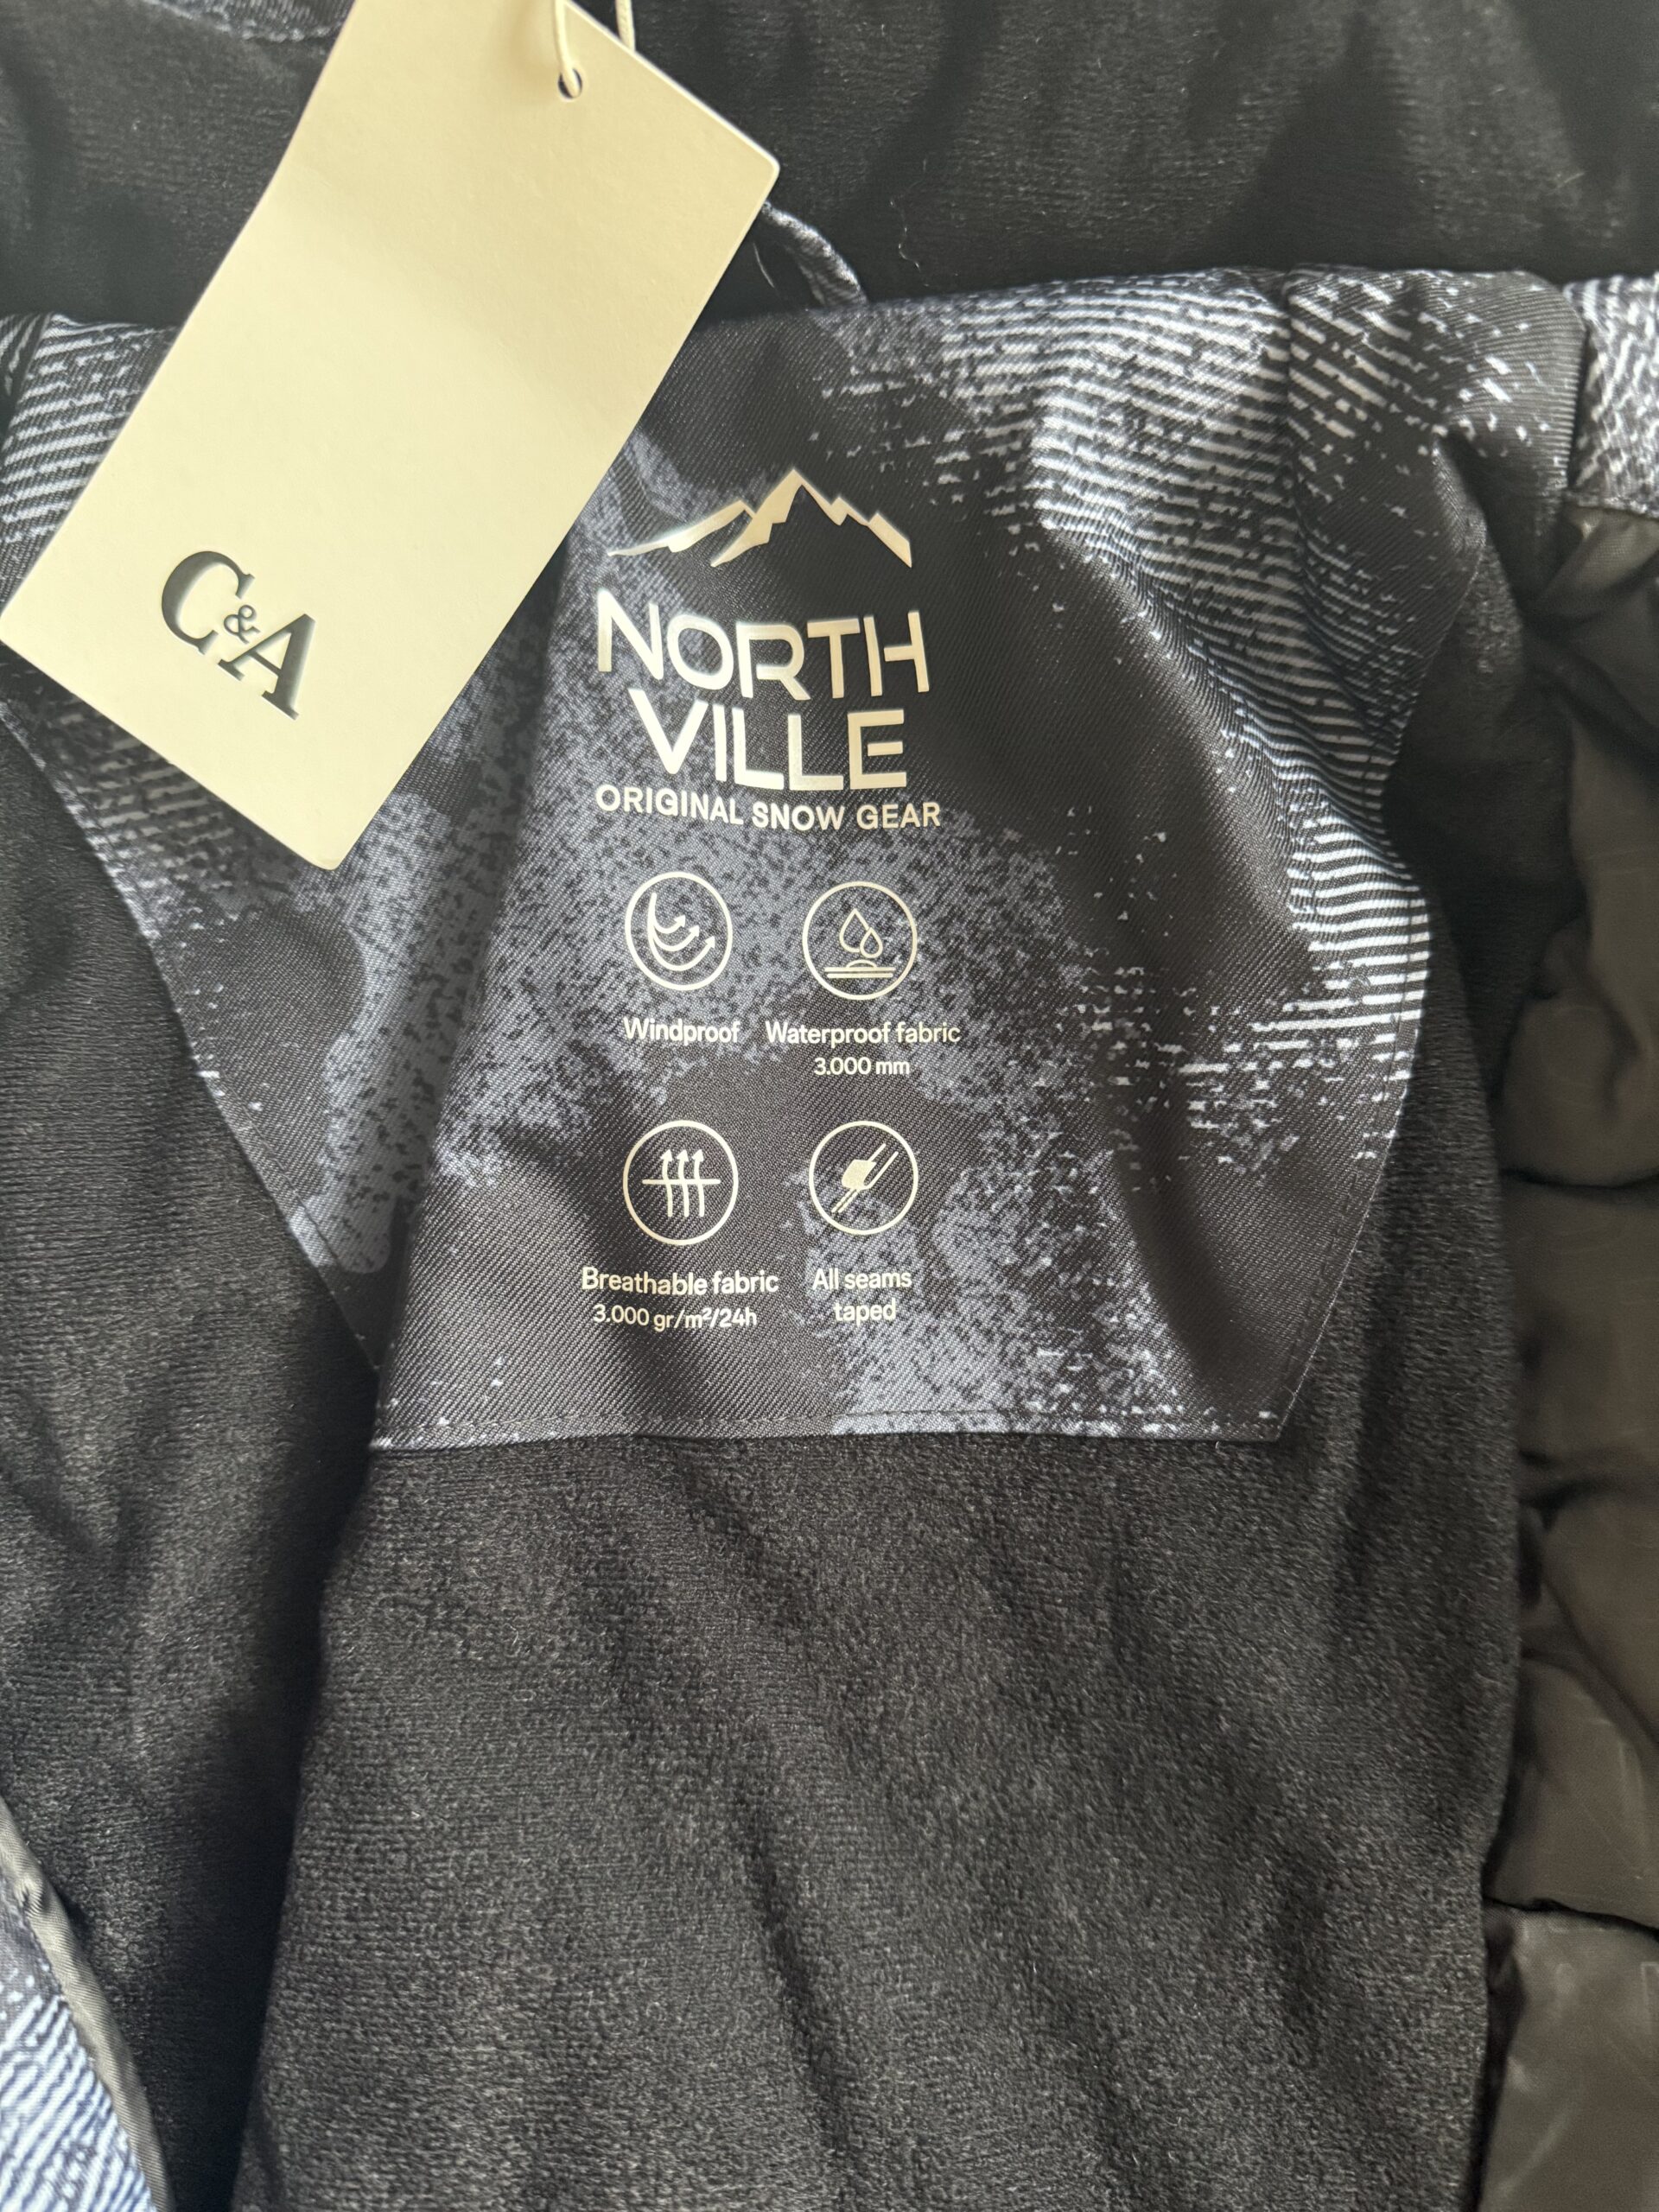 C&A
NORTH
VILLE
ORIGINAL SNOW GEAR
Windproof
Waterproof fabric
3.000 mm
Breathable fabric
3.000 gr/m²/24h
All seams
taped